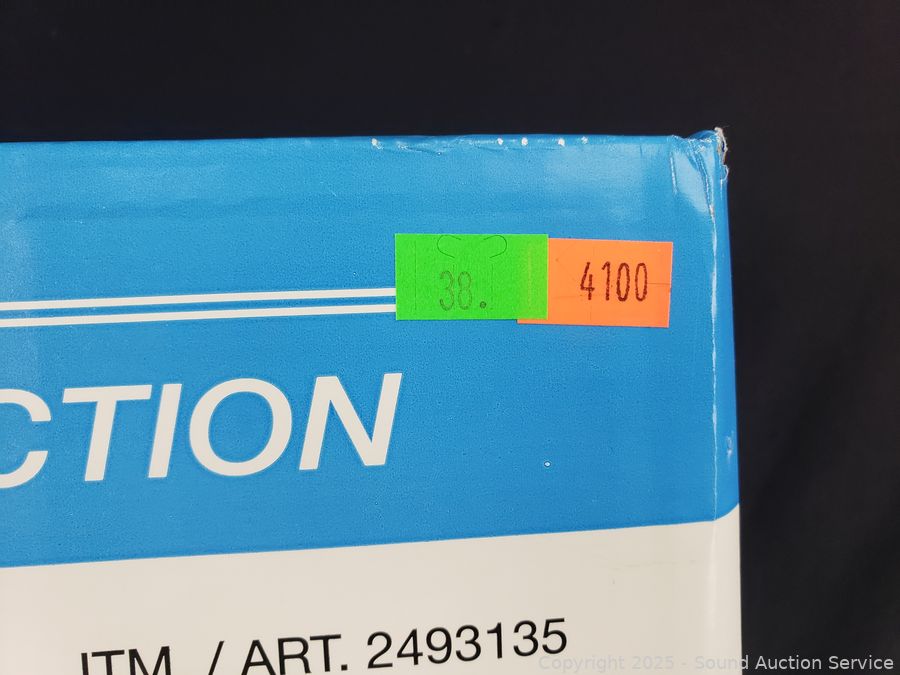 38.
4100
CTION
ITM. / ART. 2493135
Copyright 2025 - Sound Auction Service